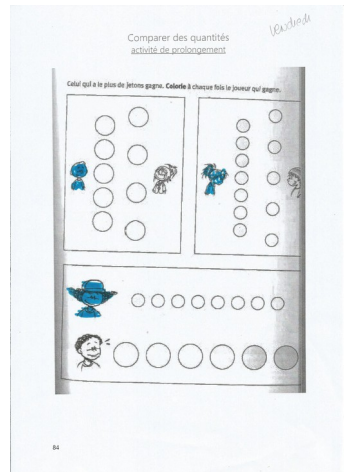 vendredi
Comparer des quantités
activité de prolongement
Celui qui a le plus de jetons gagne. Colorie à chaque fois le joueur qui gagne.
84